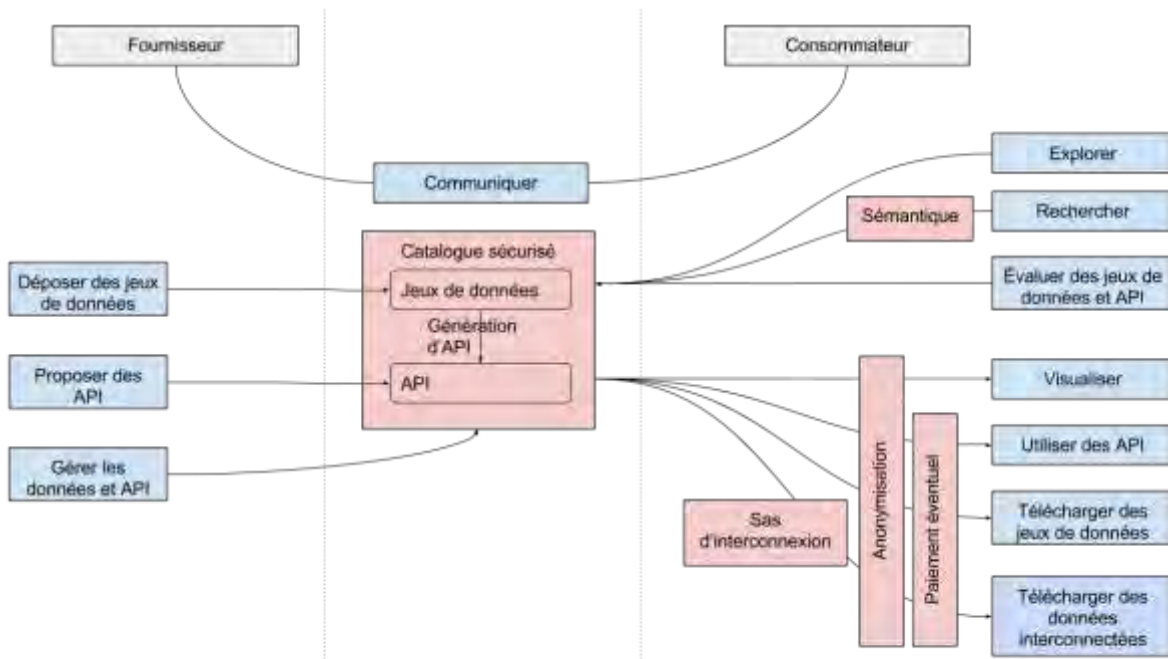 Fournisseur
Consommateur
Communiquer
Explorer
Sémantique
Rechercher
Catalogue sécurisé
Déposer des jeux
de données
Jeux de données
Évaluer des jeux de
données et API
Génération
d'API
Proposer des
API
API
Visualiser
Gérer les
données et API
Utiliser des API
Sas
d'interconnexion
Anonymisation
Paiement éventuel
Télécharger des
jeux de données
Télécharger des
données
interconnectées